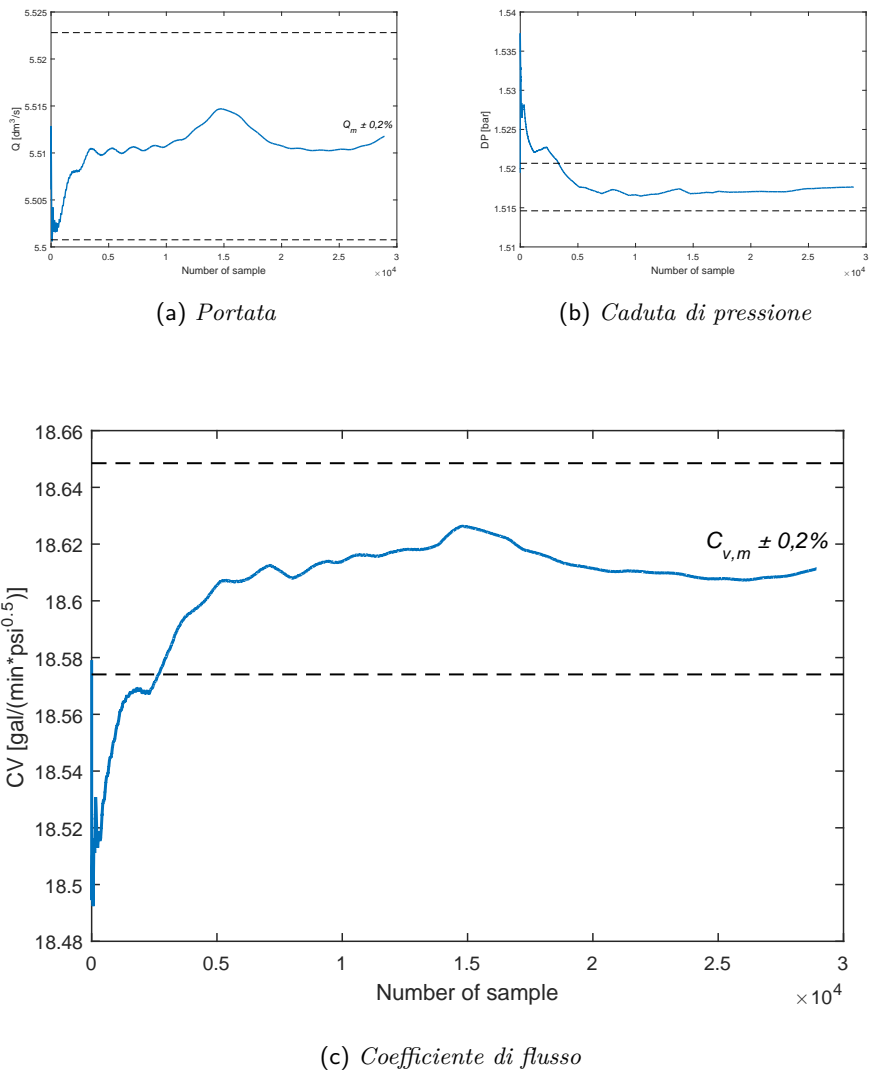 5.525
5.52
5.515
5.51
5.505
5.5
Q [dm³/s]
Q_m ± 0,2%
0 0.5 1 1.5 2 2.5 3
Number of sample
×10⁴
(a) Portata
1.54
1.535
1.53
1.525
1.52
1.515
1.51
DP [bar]
0 0.5 1 1.5 2 2.5 3
Number of sample
×10⁴
(b) Caduta di pressione
18.66
18.64
18.62
18.6
18.58
18.56
18.54
18.52
18.5
18.48
CV [gal/(min*psi^0.5)]
C_v,m ± 0,2%
0 0.5 1 1.5 2 2.5 3
Number of sample
×10⁴
(c) Coefficiente di flusso